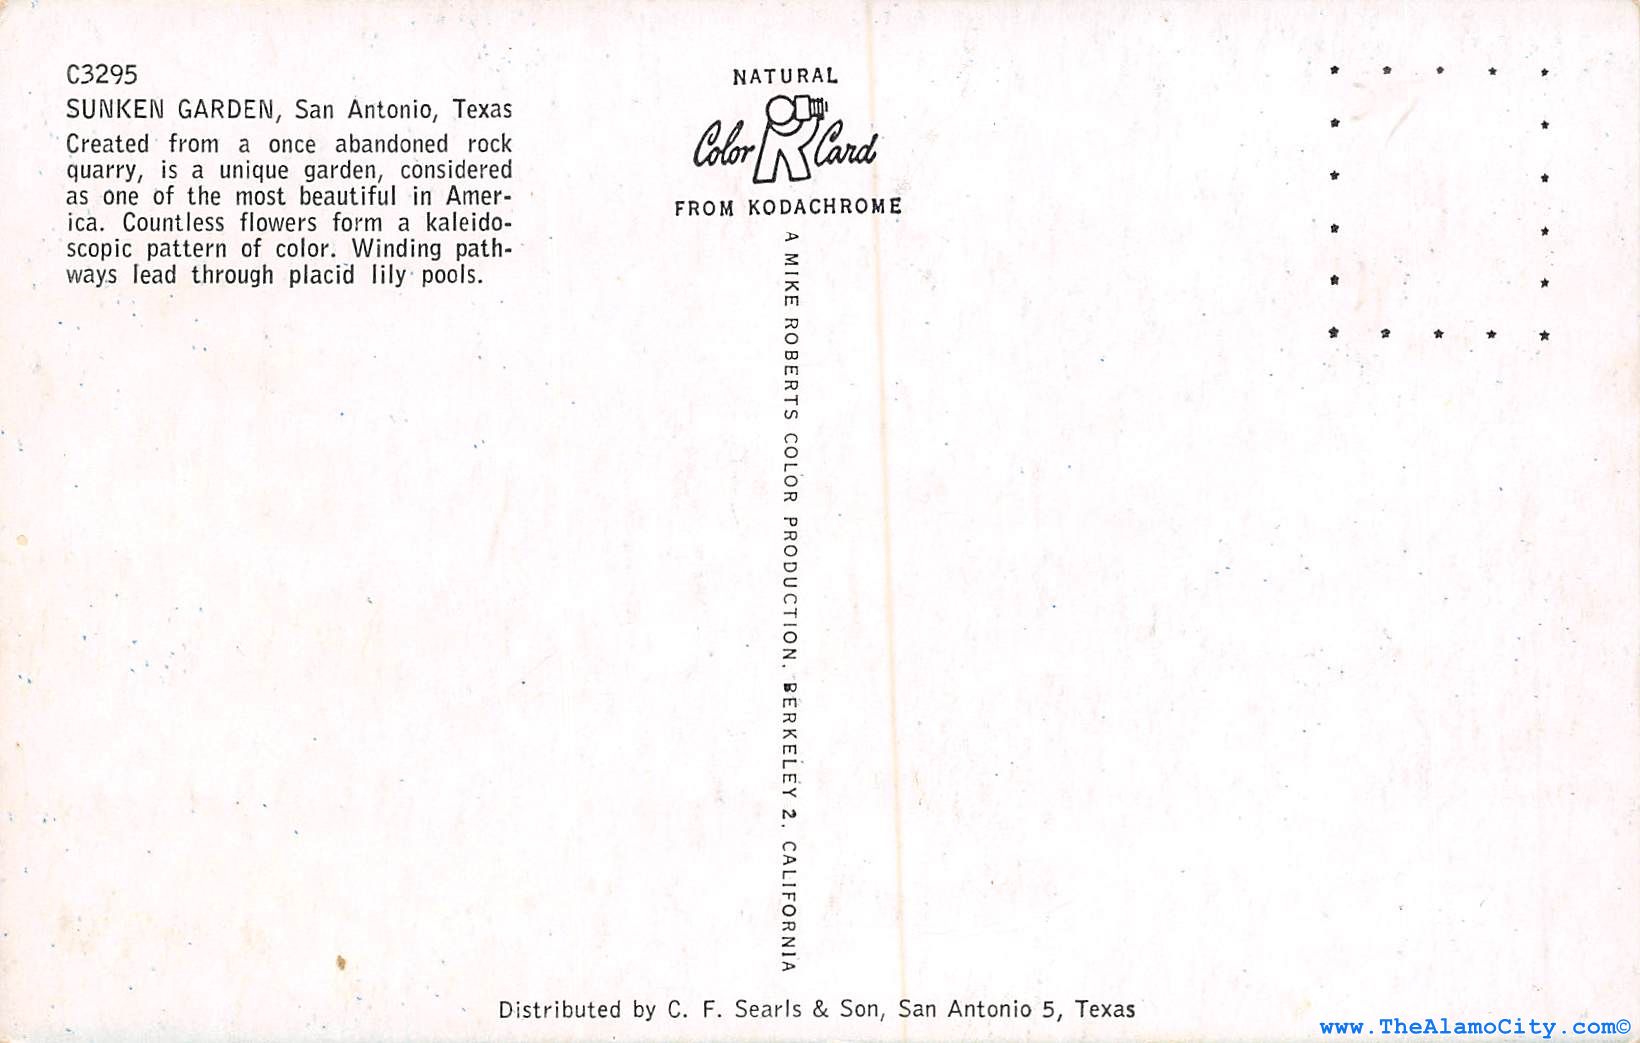 C3295
SUNKEN GARDEN, San Antonio, Texas
Created from a once abandoned rock
quarry, is a unique garden, considered
as one of the most beautiful in Amer-
ica. Countless flowers form a kaleido-
scopic pattern of color. Winding path-
ways lead through placid lily pools.
NATURAL
Color Card
FROM KODACHROME
A MIKE ROBERTS COLOR PRODUCTION, BERKELEY 2, CALIFORNIA
Distributed by C. F. Searls & Son, San Antonio 5, Texas
www.TheAlamoCity.com©